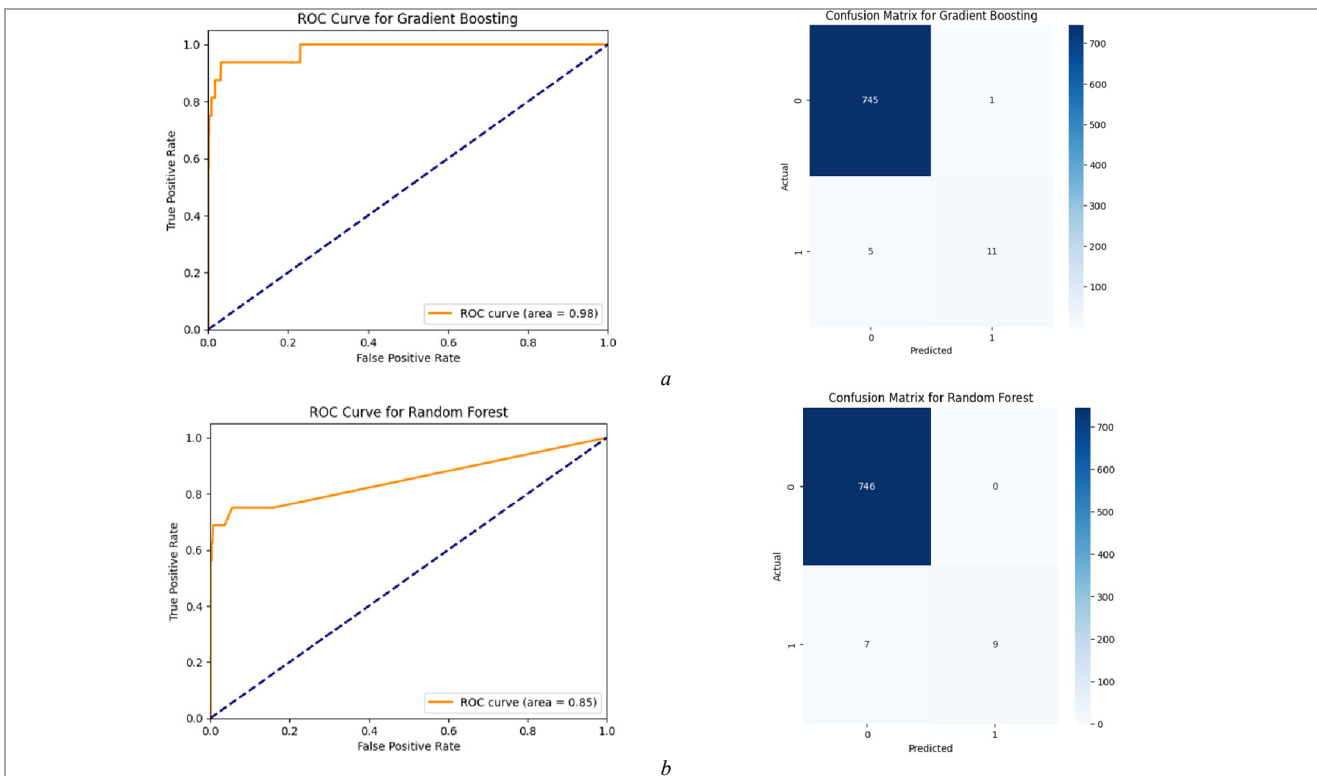 ROC Curve for Gradient Boosting
1.0
0.8
0.6
0.4
0.2
0.0
True Positive Rate
0.0 0.2 0.4 0.6 0.8 1.0
False Positive Rate
ROC curve (area = 0.98)
Confusion Matrix for Gradient Boosting
0
1
Actual
745 1
5 11
0 1
Predicted
700
600
500
400
300
200
100
a
ROC Curve for Random Forest
1.0
0.8
0.6
0.4
0.2
0.0
True Positive Rate
0.0 0.2 0.4 0.6 0.8 1.0
False Positive Rate
ROC curve (area = 0.85)
Confusion Matrix for Random Forest
0
1
Actual
746 0
7 9
0 1
Predicted
700
600
500
400
300
200
100
0
b